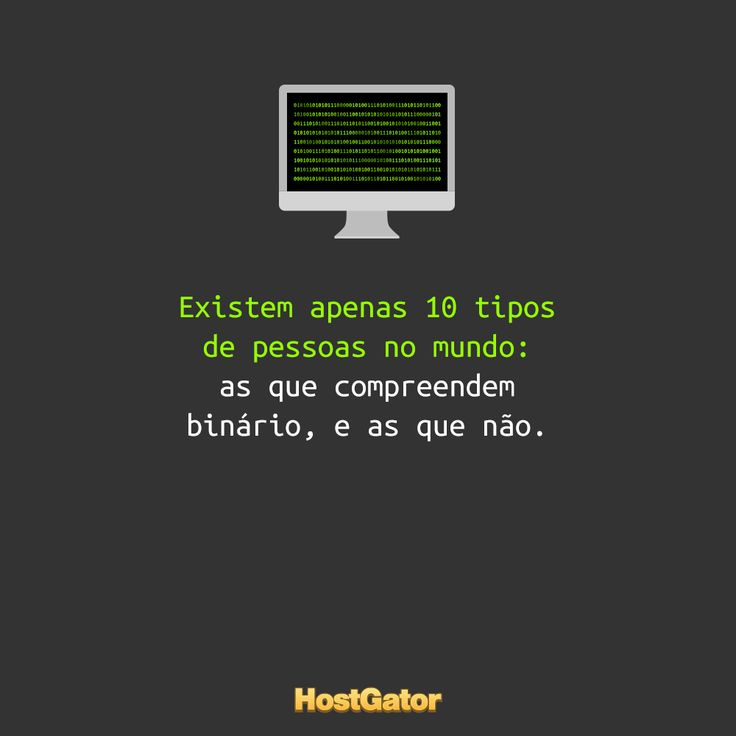 Existem apenas 10 tipos
de pessoas no mundo:
as que compreendem
binário, e as que não.
HostGator